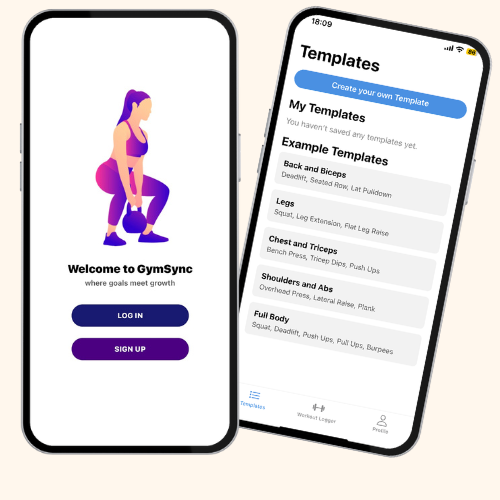 Welcome to GymSync
where goals meet growth
LOG IN
SIGN UP
18:09
86
Templates
Create your own Template
My Templates
You haven't saved any templates yet.
Example Templates
Back and Biceps
Deadlift, Seated Row, Lat Pulldown
Legs
Squat, Leg Extension, Flat Leg Raise
Chest and Triceps
Bench Press, Tricep Dips, Push Ups
Shoulders and Abs
Overhead Press, Lateral Raise, Plank
Full Body
Squat, Deadlift, Push Ups, Pull Ups, Burpees
Templates
Workout Logger
Profile